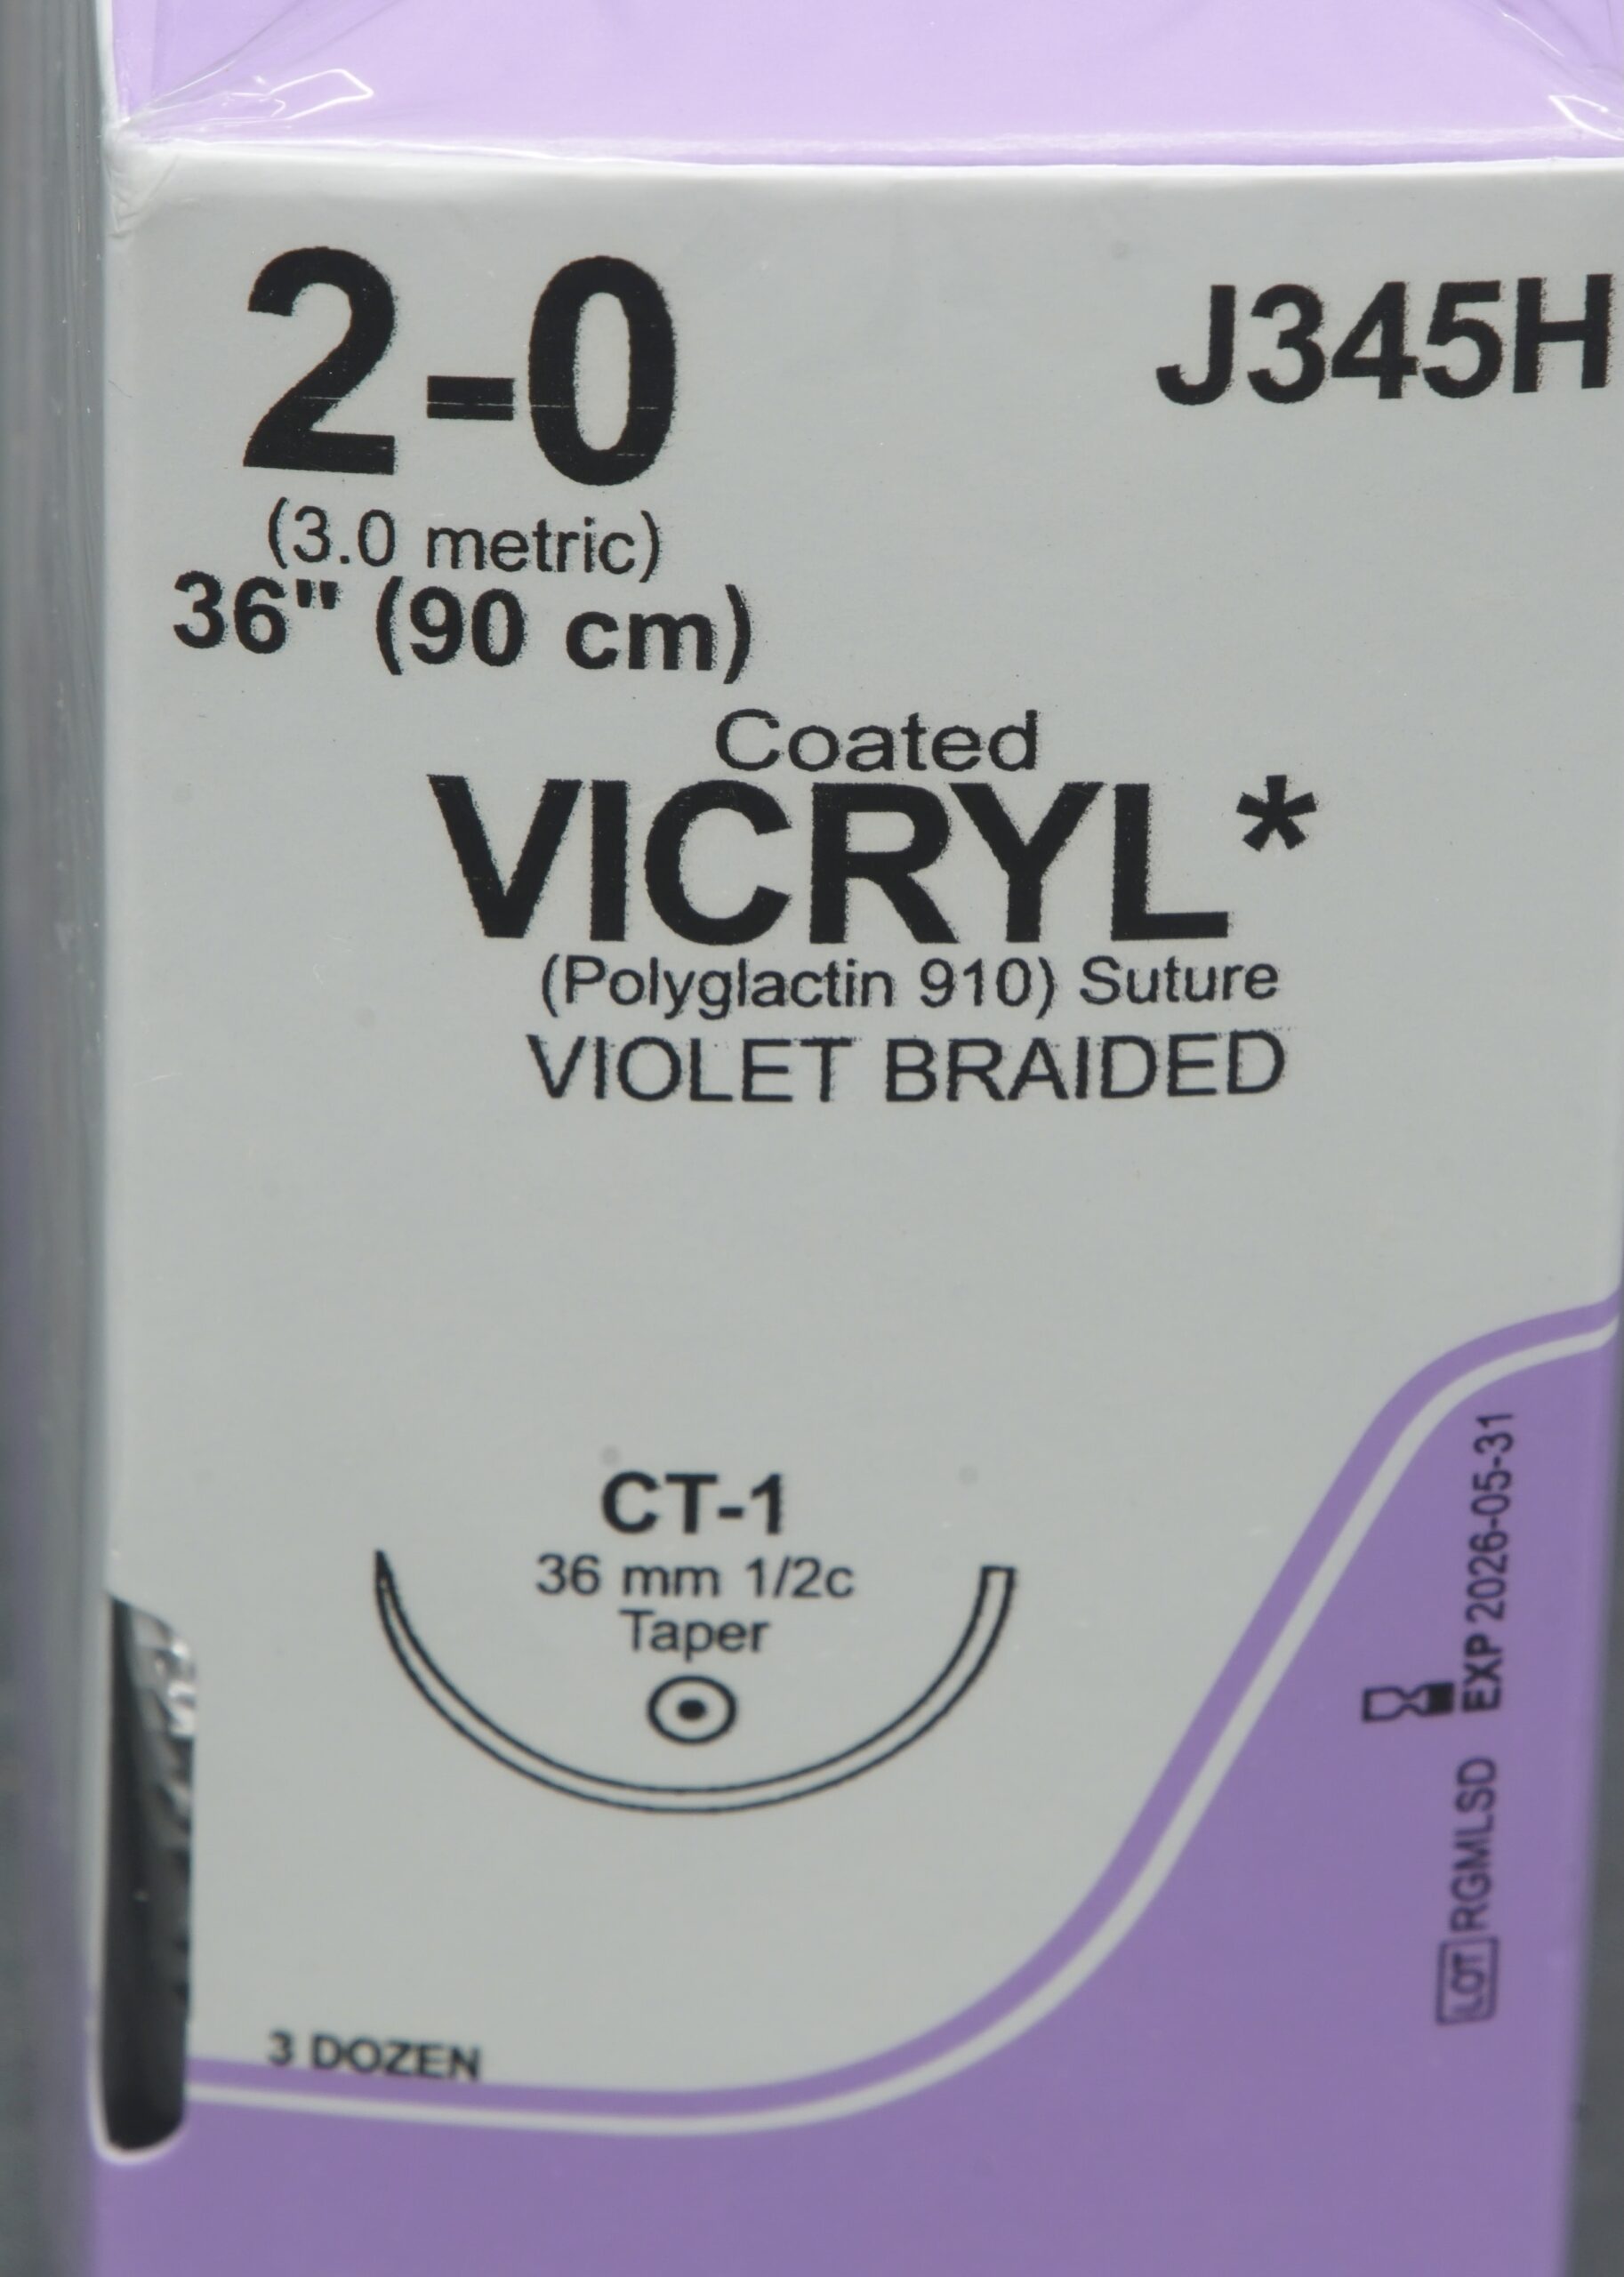 2-0
J345H
(3.0 metric)
36" (90 cm)
Coated
VICRYL*
(Polyglactin 910) Suture
VIOLET BRAIDED
CT-1
36 mm 1/2c
Taper
3 DOZEN
LOT RGMLSD
EXP 2026-05-31